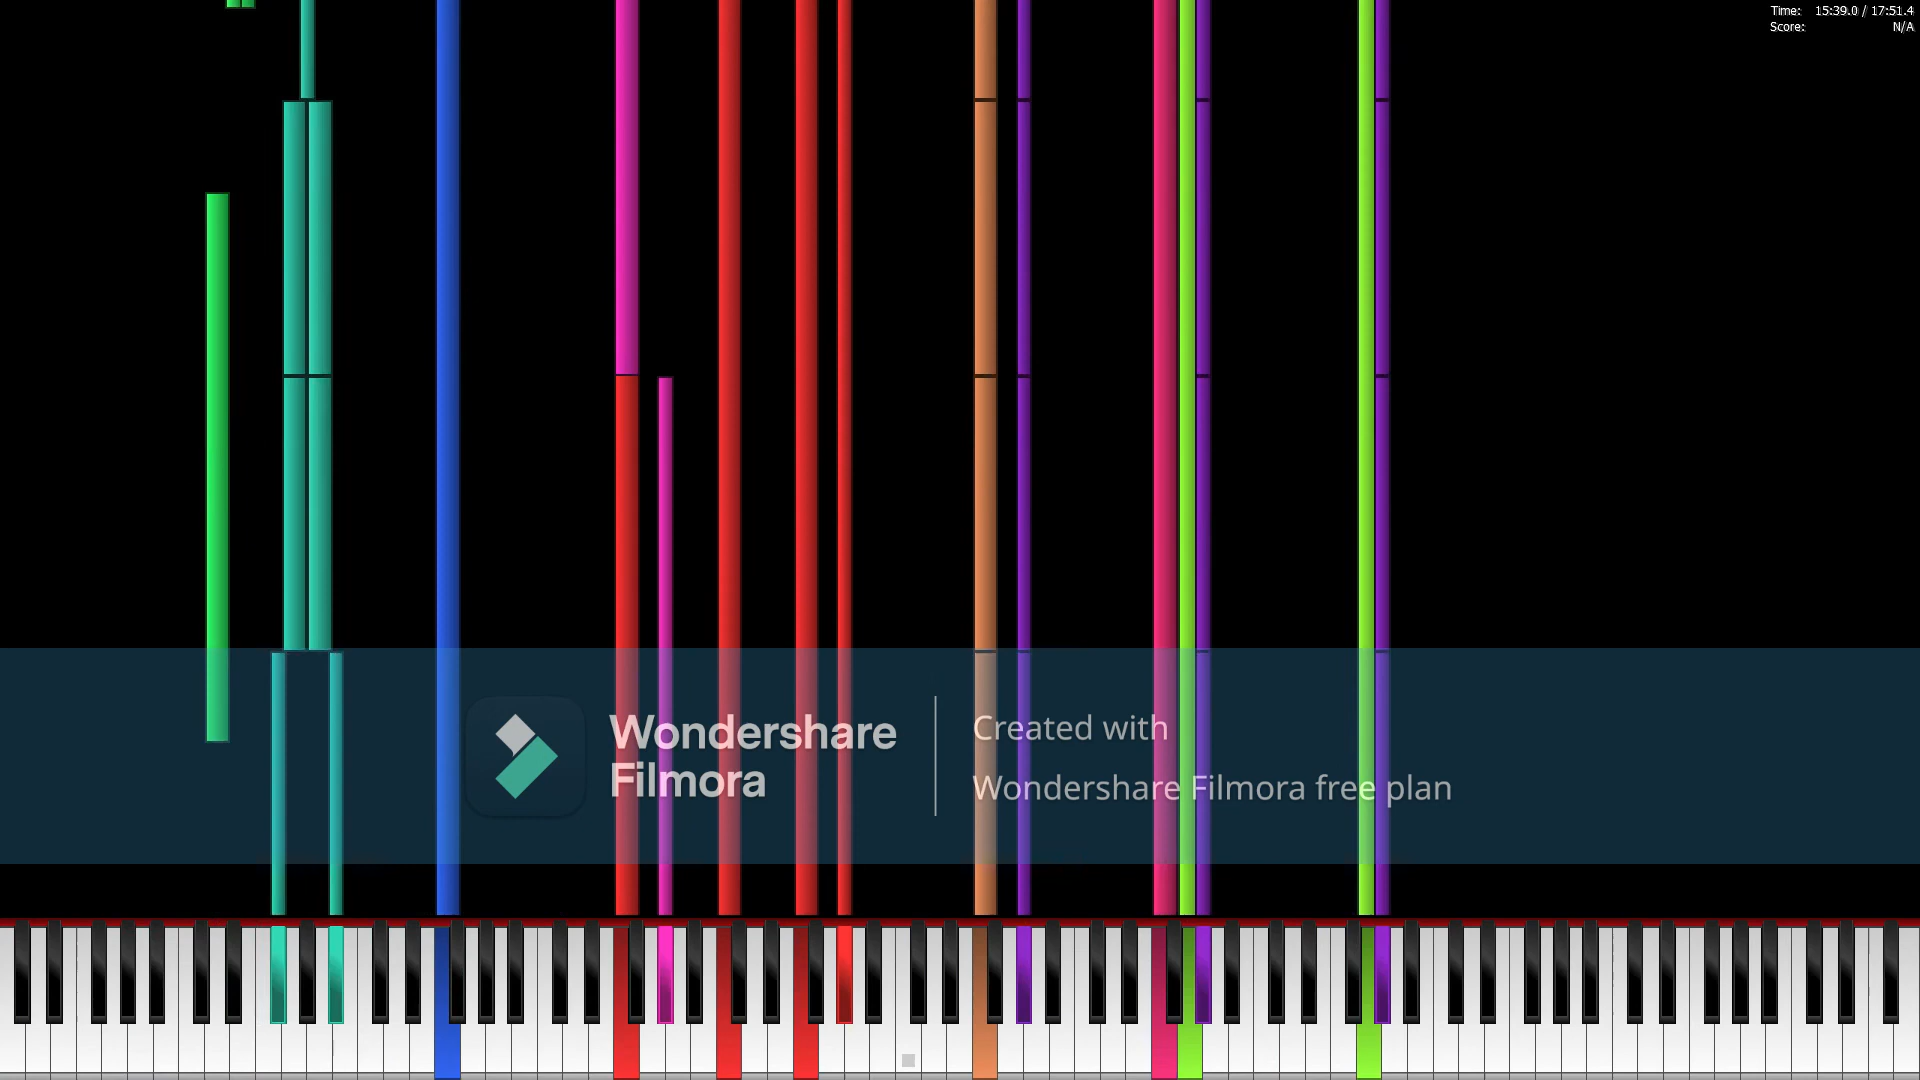 Time: 15:39.0 / 17:51.4
Score: N/A
Wondershare
Filmora
Created with
Wondershare Filmora free plan